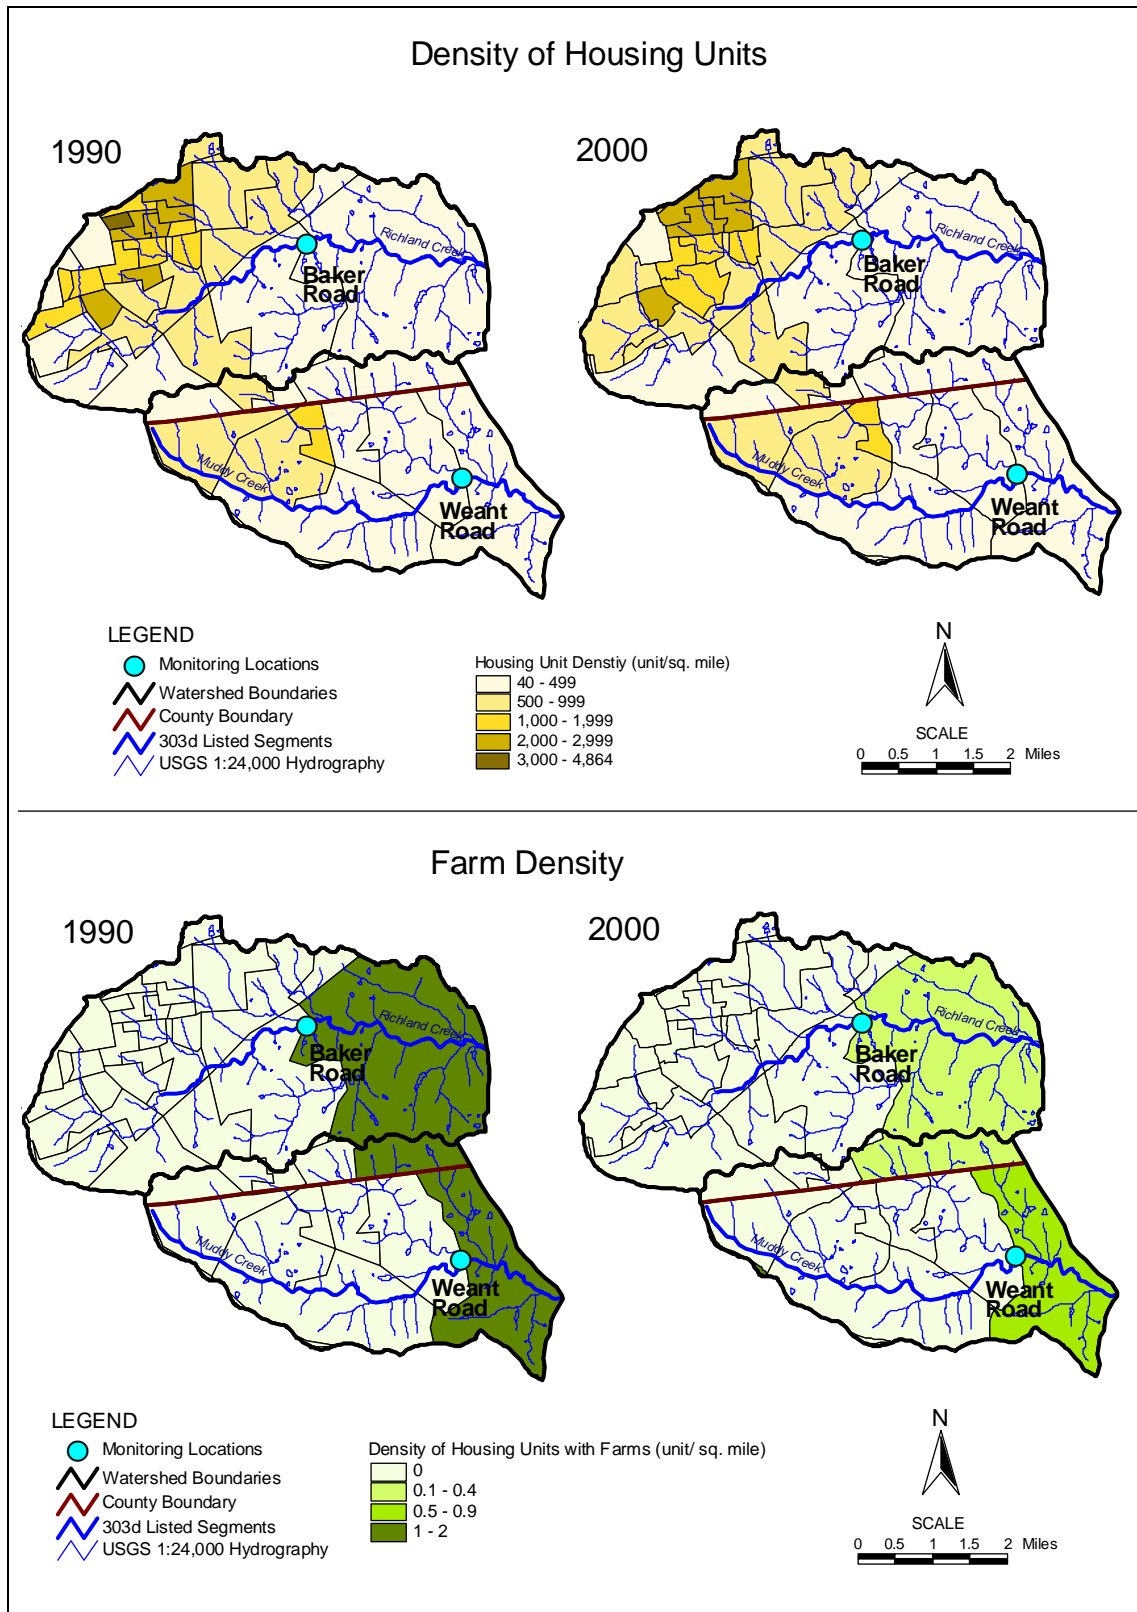 Density of Housing Units
1990
2000
Richland Creek
Baker
Road
Muddy Creek
Weant
Road
Richland Creek
Baker
Road
Muddy Creek
Weant
Road
LEGEND
Monitoring Locations
Watershed Boundaries
County Boundary
303d Listed Segments
USGS 1:24,000 Hydrography
Housing Unit Denstiy (unit/sq. mile)
40 - 499
500 - 999
1,000 - 1,999
2,000 - 2,999
3,000 - 4,864
N
SCALE
0 0.5 1 1.5 2 Miles
Farm Density
1990
2000
Richland Creek
Baker
Road
Muddy Creek
Weant
Road
Richland Creek
Baker
Road
Muddy Creek
Weant
Road
LEGEND
Monitoring Locations
Watershed Boundaries
County Boundary
303d Listed Segments
USGS 1:24,000 Hydrography
Density of Housing Units with Farms (unit/ sq. mile)
0
0.1 - 0.4
0.5 - 0.9
1 - 2
N
SCALE
0 0.5 1 1.5 2 Miles